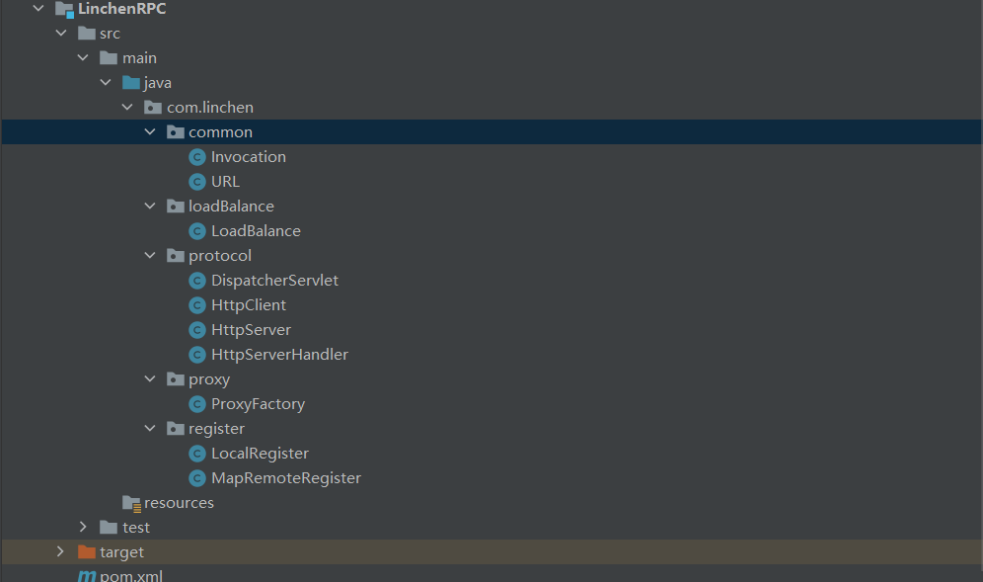 LinchenRPC
src
main
java
com.linchen
common
Invocation
URL
loadBalance
LoadBalance
protocol
DispatcherServlet
HttpClient
HttpServer
HttpServerHandler
proxy
ProxyFactory
register
LocalRegister
MapRemoteRegister
resources
test
target
pom.xml